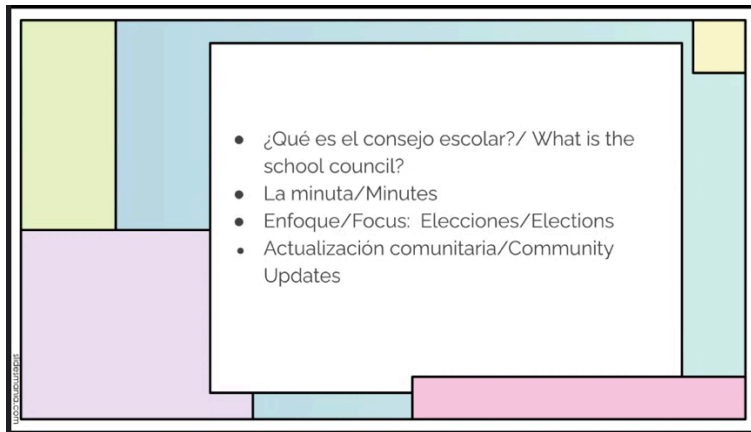 ● ¿Qué es el consejo escolar?/ What is the
school council?
● La minuta/Minutes
● Enfoque/Focus:  Elecciones/Elections
● Actualización comunitaria/Community
Updates
slidesmania.com